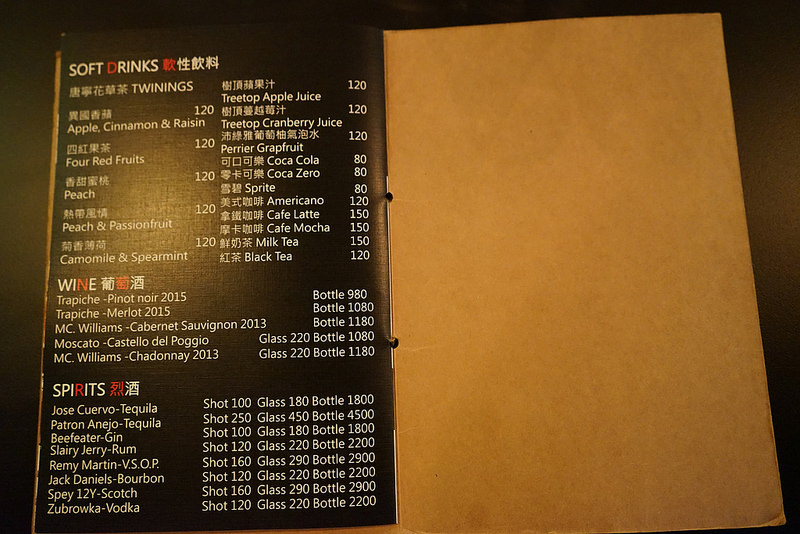 SOFT DRINKS 軟性飲料
唐寧花草茶 TWININGS
異國香蘋 120
Apple, Cinnamon & Raisin
四紅果茶 120
Four Red Fruits
香甜蜜桃 120
Peach
熱帶風情 120
Peach & Passionfruit
菊香薄荷 120
Camomile & Spearmint
樹頂蘋果汁 120
Treetop Apple Juice
樹頂蔓越莓汁
Treetop Cranberry Juice
沛綠雅葡萄柚氣泡水 120
Perrier Grapfruit
可口可樂 Coca Cola 80
零卡可樂 Coca Zero 80
雪碧 Sprite 80
美式咖啡 Americano 120
拿鐵咖啡 Cafe Latte 150
摩卡咖啡 Cafe Mocha 150
鮮奶茶 Milk Tea 150
紅茶 Black Tea 120
WINE 葡萄酒
Trapiche -Pinot noir 2015 Bottle 980
Trapiche -Merlot 2015 Bottle 1080
MC. Williams -Cabernet Sauvignon 2013 Bottle 1180
Moscato -Castello del Poggio Glass 220 Bottle 1080
MC. Williams -Chadonnay 2013 Glass 220 Bottle 1180
SPIRITS 烈酒
Jose Cuervo-Tequila Shot 100 Glass 180 Bottle 1800
Patron Anejo-Tequila Shot 250 Glass 450 Bottle 4500
Beefeater-Gin Shot 100 Glass 180 Bottle 1800
Slairy Jerry-Rum Shot 120 Glass 220 Bottle 2200
Remy Martin-V.S.O.P. Shot 160 Glass 290 Bottle 2900
Jack Daniels-Bourbon Shot 120 Glass 220 Bottle 2200
Spey 12Y-Scotch Shot 160 Glass 290 Bottle 2900
Zubrowka-Vodka Shot 120 Glass 220 Bottle 2200